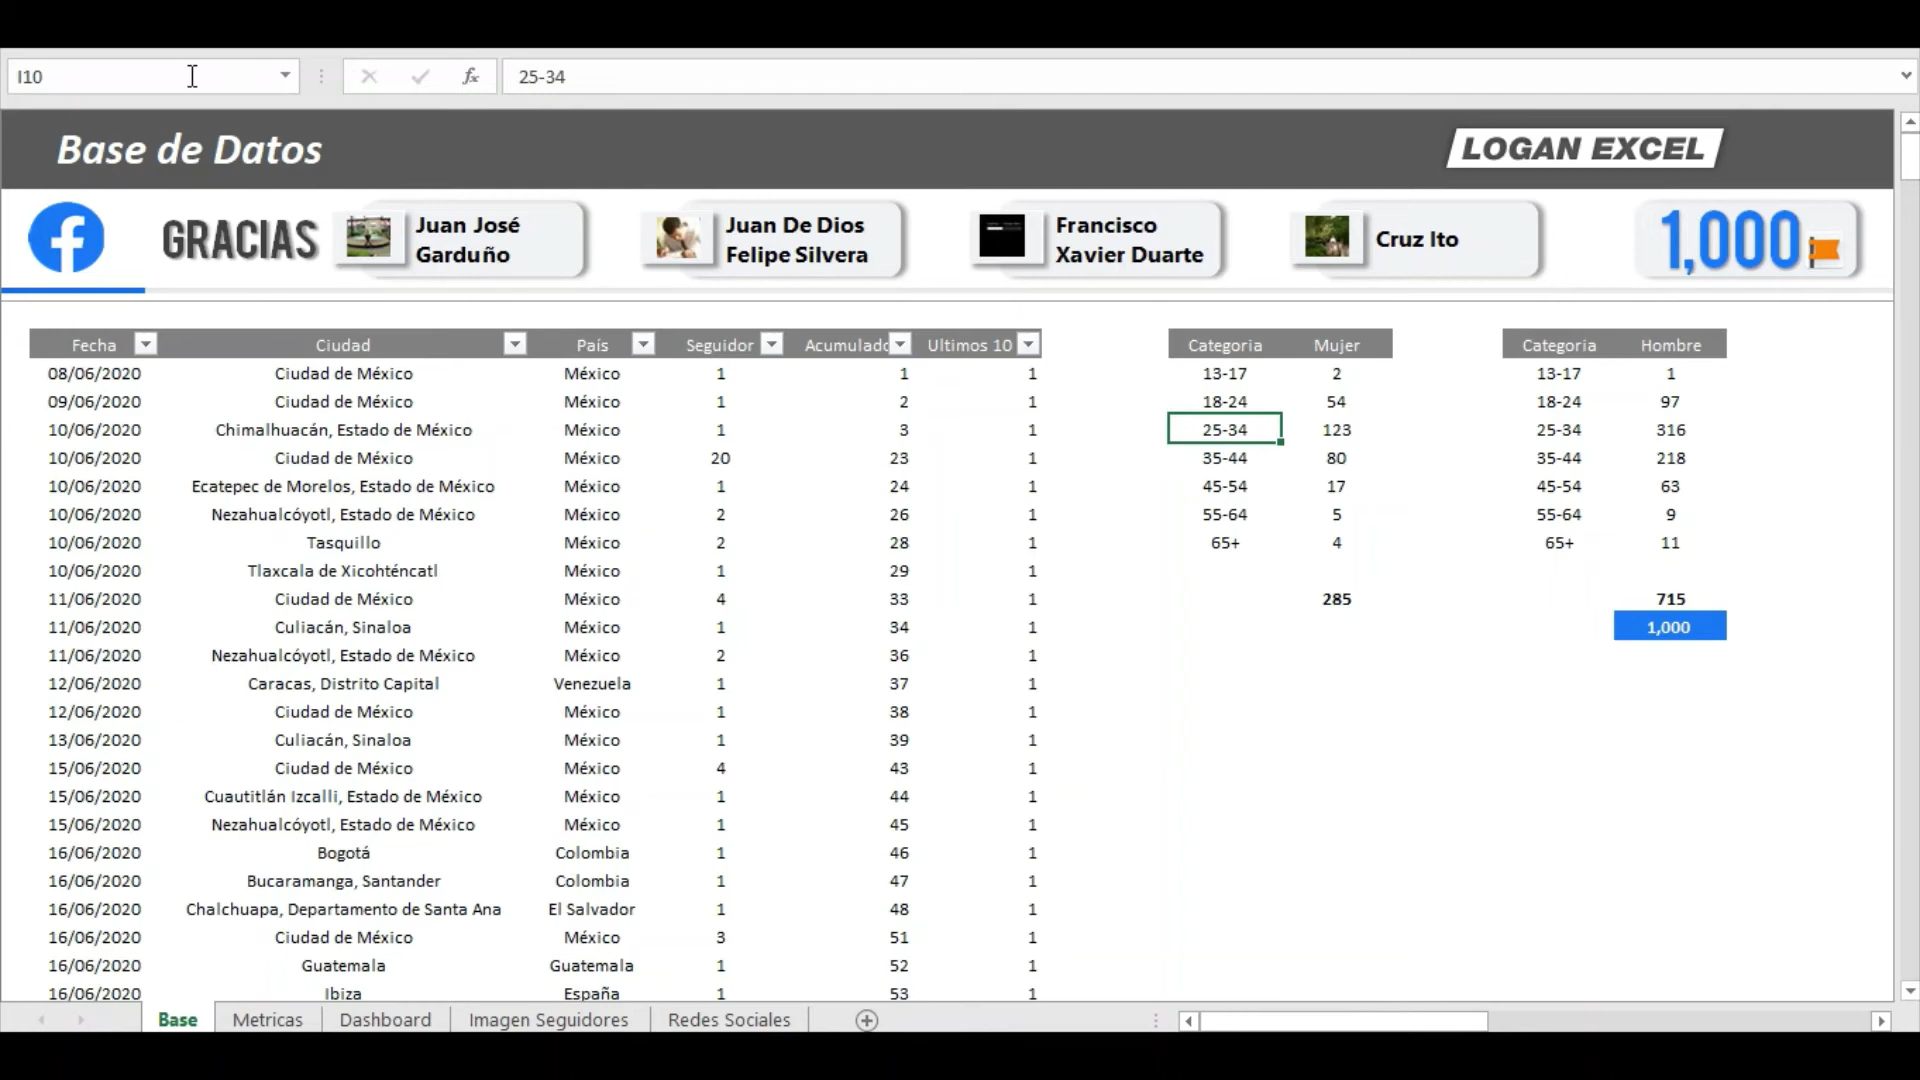 I10
fx
25-34
Base de Datos
LOGAN EXCEL
GRACIAS
Juan José
Garduño
Juan De Dios
Felipe Silvera
Francisco
Xavier Duarte
Cruz Ito
1,000
Fecha Ciudad País Seguidor Acumulado Ultimos 10
08/06/2020 Ciudad de México México 1 1 1
09/06/2020 Ciudad de México México 1 2 1
10/06/2020 Chimalhuacán, Estado de México México 1 3 1
10/06/2020 Ciudad de México México 20 23 1
10/06/2020 Ecatepec de Morelos, Estado de México México 1 24 1
10/06/2020 Nezahualcóyotl, Estado de México México 2 26 1
10/06/2020 Tasquillo México 2 28 1
10/06/2020 Tlaxcala de Xicohténcatl México 1 29 1
11/06/2020 Ciudad de México México 4 33 1
11/06/2020 Culiacán, Sinaloa México 1 34 1
11/06/2020 Nezahualcóyotl, Estado de México México 2 36 1
12/06/2020 Caracas, Distrito Capital Venezuela 1 37 1
12/06/2020 Ciudad de México México 1 38 1
13/06/2020 Culiacán, Sinaloa México 1 39 1
15/06/2020 Ciudad de México México 4 43 1
15/06/2020 Cuautitlán Izcalli, Estado de México México 1 44 1
15/06/2020 Nezahualcóyotl, Estado de México México 1 45 1
16/06/2020 Bogotá Colombia 1 46 1
16/06/2020 Bucaramanga, Santander Colombia 1 47 1
16/06/2020 Chalchuapa, Departamento de Santa Ana El Salvador 1 48 1
16/06/2020 Ciudad de México México 3 51 1
16/06/2020 Guatemala Guatemala 1 52 1
16/06/2020 Ibiza España 1 53 1
Categoria Mujer
13-17 2
18-24 54
25-34 123
35-44 80
45-54 17
55-64 5
65+ 4
285
Categoria Hombre
13-17 1
18-24 97
25-34 316
35-44 218
45-54 63
55-64 9
65+ 11
715
1,000
Base Metricas Dashboard Imagen Seguidores Redes Sociales